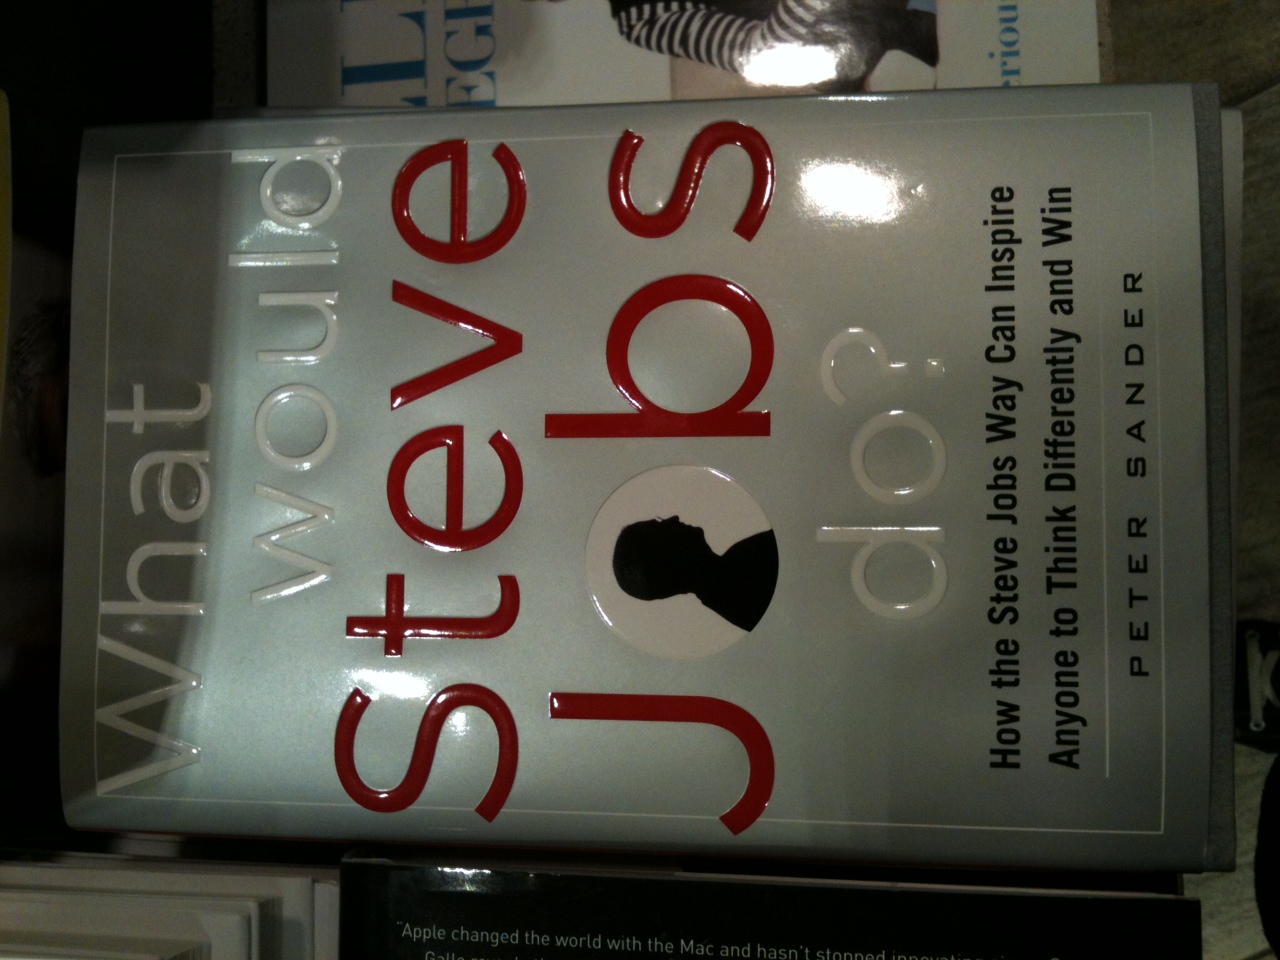 What
would
Steve
Jobs
do?
How the Steve Jobs Way Can Inspire
Anyone to Think Differently and Win
PETER SANDER
"Apple changed the world with the Mac and hasn't stopped